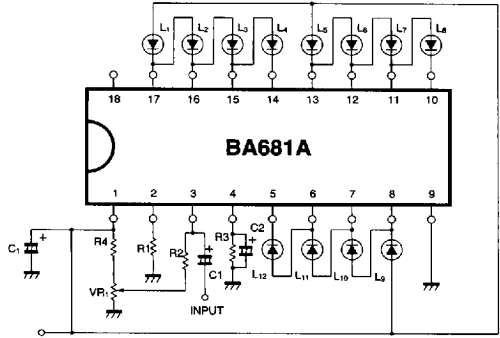 L1 L2 L3 L4 L5 L6 L7 L8
18 17 16 15 14 13 12 11 10
BA681A
1 2 3 4 5 6 7 8 9
C1 + R4 R1 R2 + C1 R3 C2 +
L12 L11 L10 L9
VR1
INPUT